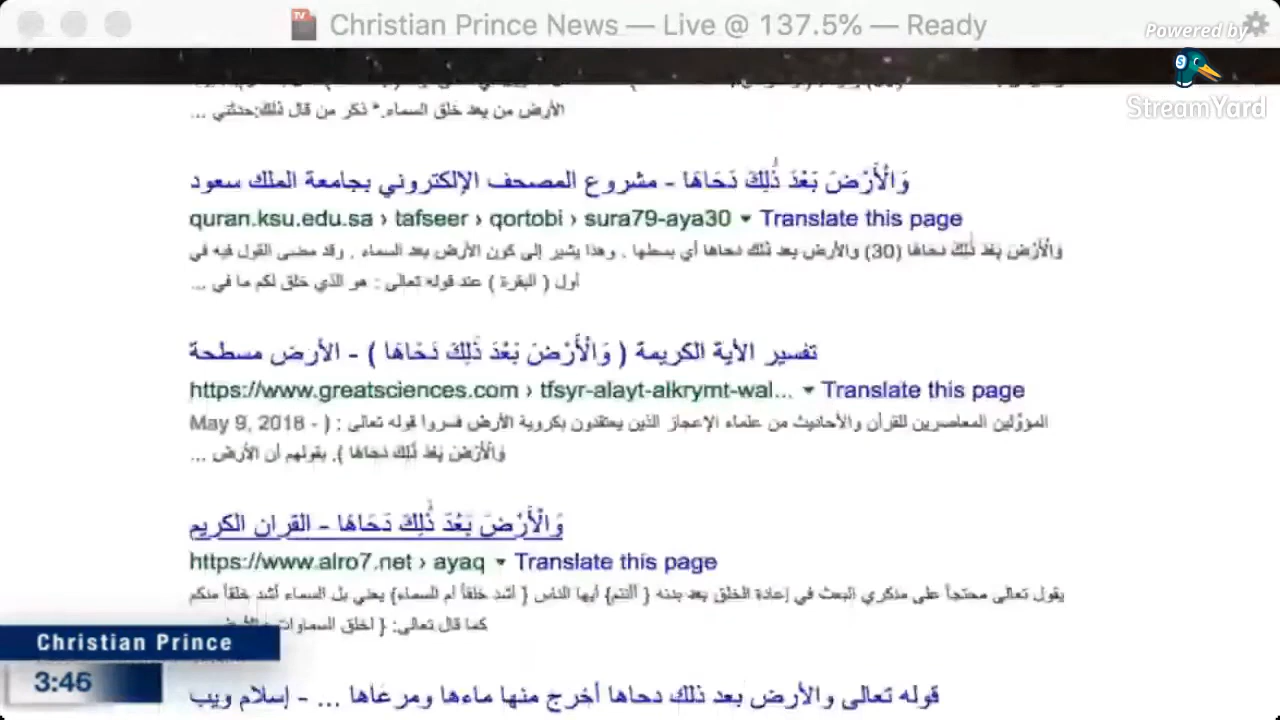 Christian Prince News — Live @ 137.5% — Ready
Powered by
StreamYard
الأرض من بعد خلق السماء.* ذكر من قال ذلك:حدثني ...
وَالْأَرْضَ بَعْدَ ذَٰلِكَ دَحَاهَا - مشروع المصحف الإلكتروني بجامعة الملك سعود
quran.ksu.edu.sa › tafseer › qortobi › sura79-aya30 ▾ Translate this page
وَالْأَرْضَ بَعْدَ ذَٰلِكَ دَحَاهَا (30) والأرض بعد ذلك دحاها أي بسطها . وهذا يشير إلى كون الأرض بعد السماء . وقد مضى القول فيه في
أول ( البقرة ) عند قوله تعالى : هو الذي خلق لكم ما في ...
تفسير الأية الكريمة ( وَالْأَرْضَ بَعْدَ ذَٰلِكَ دَحَاهَا ) - الأرض مسطحة
https://www.greatsciences.com › tfsyr-alayt-alkrymt-wal... ▾ Translate this page
May 9, 2018 - المؤوِّلين المعاصرين للقرأن والأحاديث من علماء الإعجاز الذين يعتقدون بكروية الأرض فسروا قوله تعالى : (
وَالْأَرْضَ بَعْدَ ذَٰلِكَ دَحَاهَا ), بقولهم أن الأرض ...
وَالْأَرْضَ بَعْدَ ذَٰلِكَ دَحَاهَا - القران الكريم
https://www.alro7.net › ayaq ▾ Translate this page
يقول تعالى محتجاً على منكري البعث في إعادة الخلق بعد بدئه { أأنتم} أيها الناس { أشد خلقاً أم السماء} يعني بل السماء أشد خلقاً منكم
كما قال تعالى: { لخلق السماوات
Christian Prince
3:46
قوله تعالى والأرض بعد ذلك دحاها أخرج منها ماءها ومرعاها ... - إسلام ويب